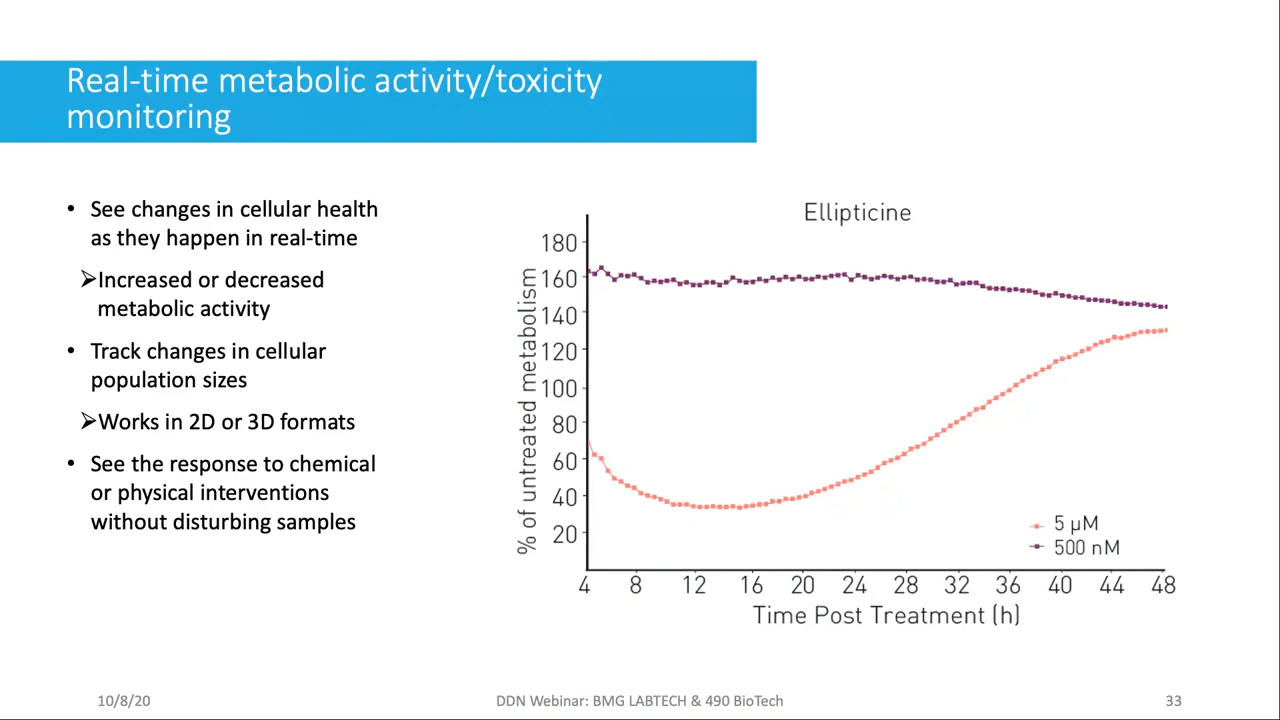 Real-time metabolic activity/toxicity
monitoring
• See changes in cellular health
as they happen in real-time
➢Increased or decreased
metabolic activity
• Track changes in cellular
population sizes
➢Works in 2D or 3D formats
• See the response to chemical
or physical interventions
without disturbing samples
Ellipticine
% of untreated metabolism
180
160
140
120
100
80
60
40
20
5 µM
500 nM
4 8 12 16 20 24 28 32 36 40 44 48
Time Post Treatment (h)
10/8/20
DDN Webinar: BMG LABTECH & 490 BioTech
33